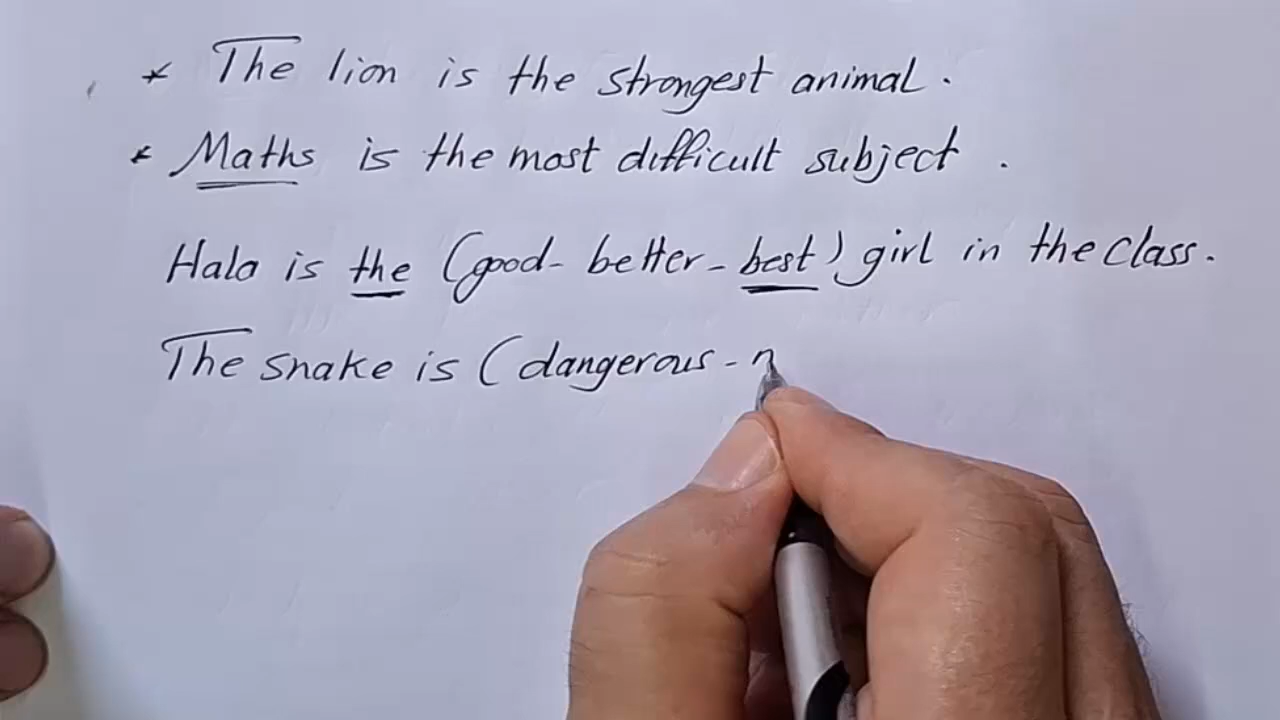 * The lion is the strongest animal.
* Maths is the most difficult subject.
Hala is the (good - better - best) girl in the class.
The snake is (dangerous -